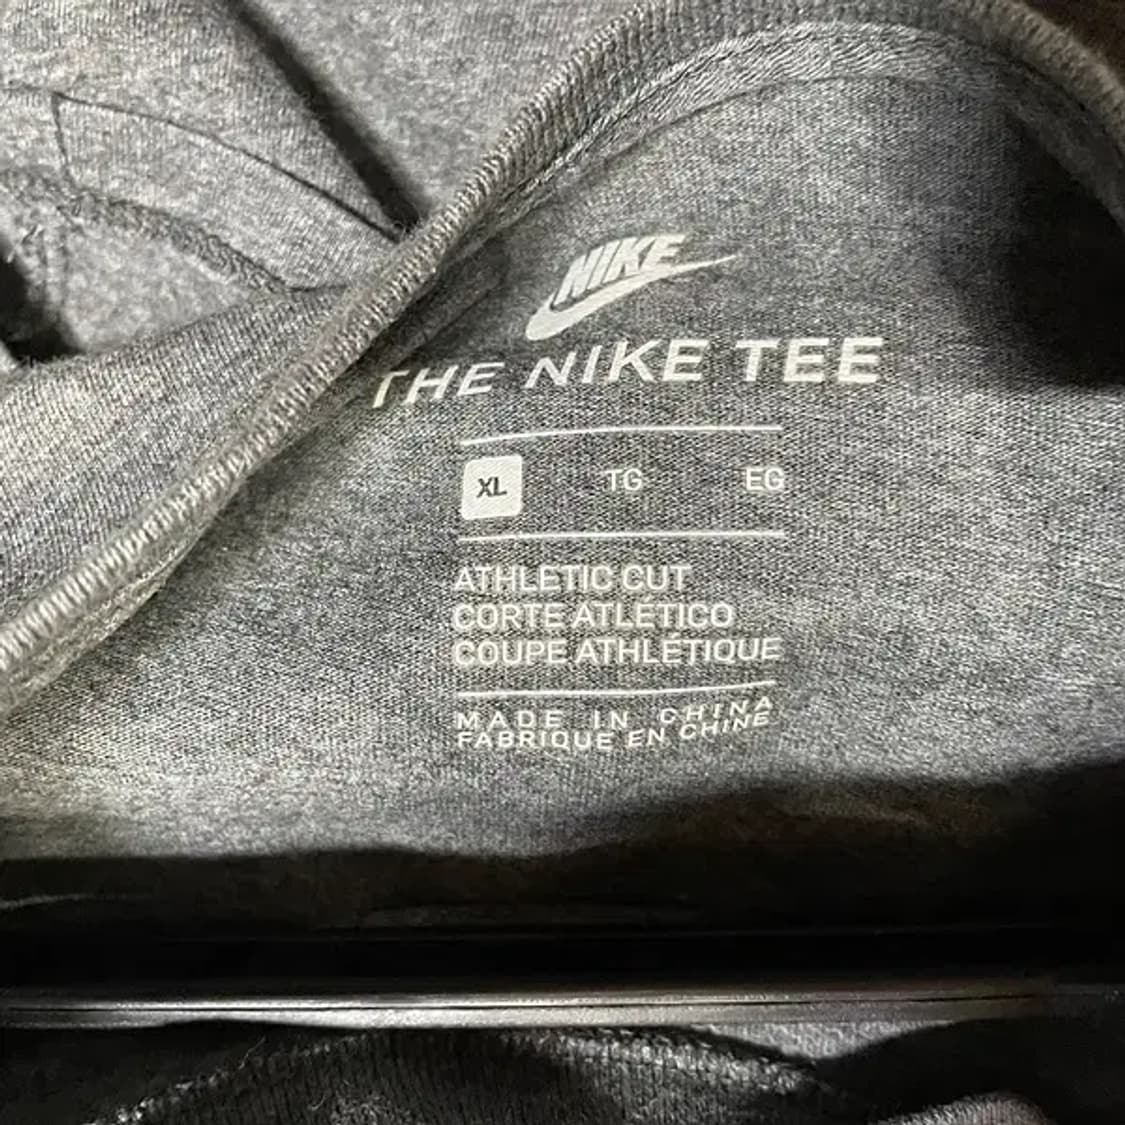 NIKE
THE NIKE TEE
XL TG EG
ATHLETIC CUT
CORTE ATLÉTICO
COUPE ATHLÉTIQUE
MADE IN CHINA
FABRIQUE EN CHINE